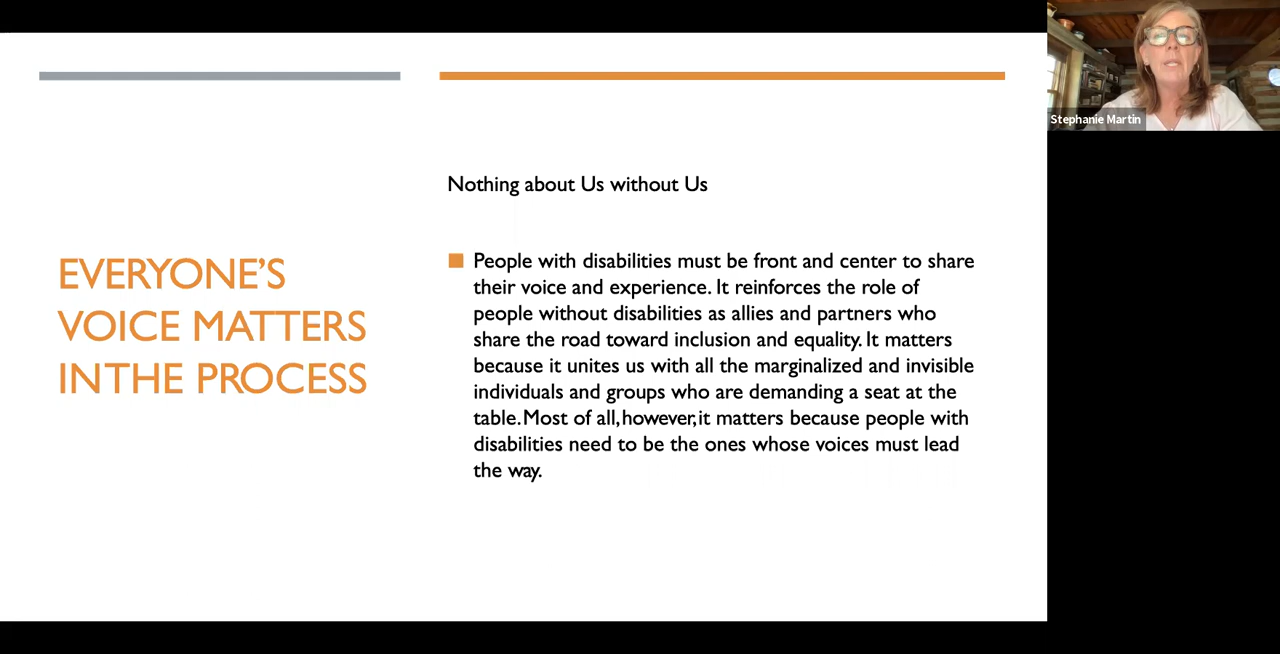 EVERYONE'S
VOICE MATTERS
IN THE PROCESS
Nothing about Us without Us
People with disabilities must be front and center to share
their voice and experience. It reinforces the role of
people without disabilities as allies and partners who
share the road toward inclusion and equality. It matters
because it unites us with all the marginalized and invisible
individuals and groups who are demanding a seat at the
table. Most of all, however, it matters because people with
disabilities need to be the ones whose voices must lead
the way.
Stephanie Martin